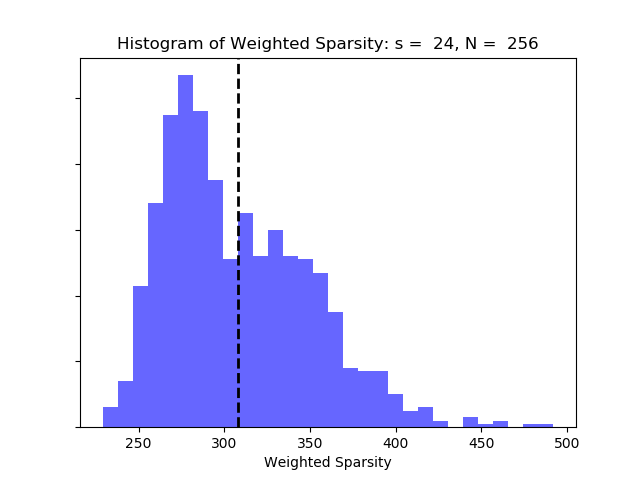 Histogram of Weighted Sparsity: s =  24, N =  256
250 300 350 400 450 500
Weighted Sparsity